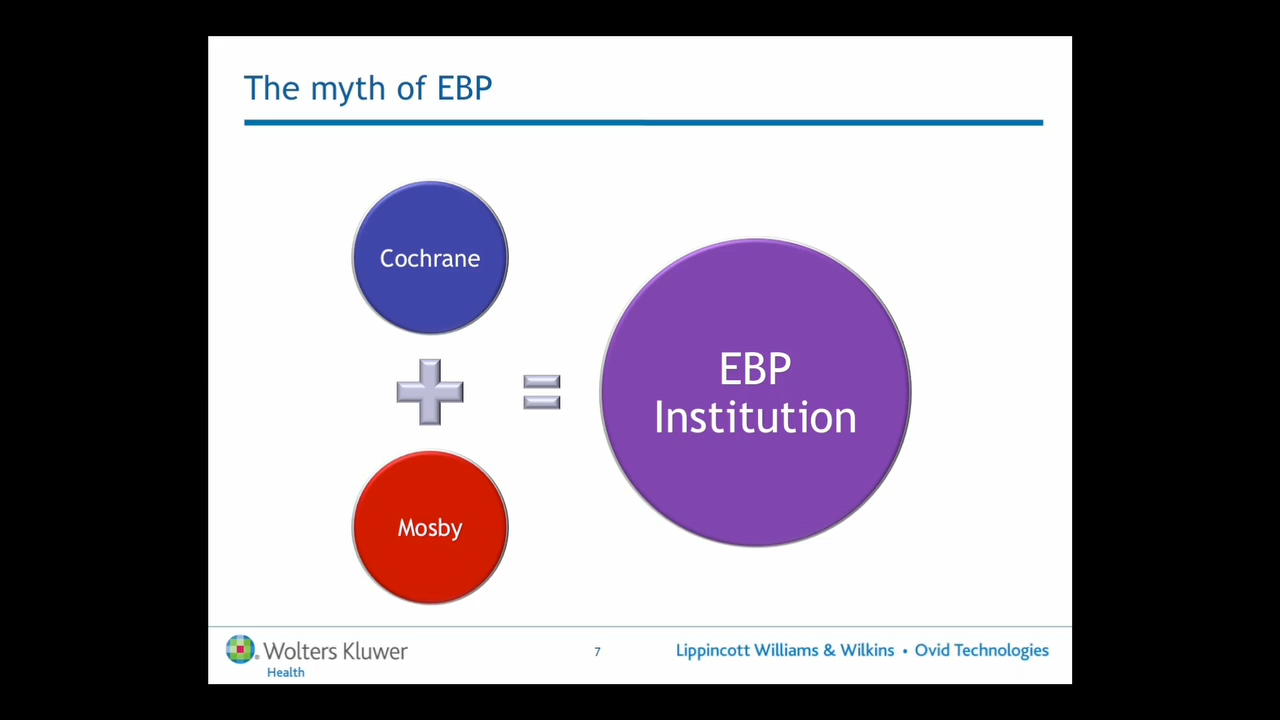 The myth of EBP
Cochrane
Mosby
EBP
Institution
Wolters Kluwer
Health
7
Lippincott Williams & Wilkins • Ovid Technologies